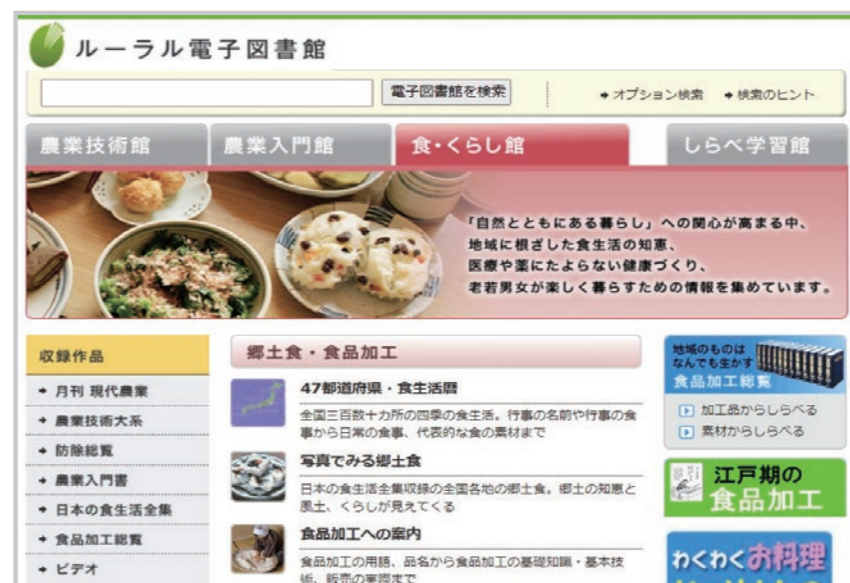 ルーラル電子図書館
電子図書館を検索
オプション検索
検索のヒント
農業技術館
農業入門館
食・くらし館
しらべ学習館
「自然とともにある暮らし」への関心が高まる中、
地域に根ざした食生活の知恵、
医療や薬にたよらない健康づくり、
老若男女が楽しく暮らすための情報を集めています。
収録作品
月刊 現代農業
農業技術大系
防除総覧
農業入門書
日本の食生活全集
食品加工総覧
ビデオ
郷土食・食品加工
47都道府県・食生活暦
全国三百数十カ所の四季の食生活。行事の名前や行事の食
事から日常の食事、代表的な食の素材まで
写真でみる郷土食
日本の食生活全集収録の全国各地の郷土食。郷土の知恵と
風土、くらしが見えてくる
食品加工への案内
食品加工の用語、品名から食品加工の基礎知識・基本技
術、販売の実際まで
地域のものは
なんでも生かす
食品加工総覧
加工品からしらべる
素材からしらべる
江戸期の
食品加工
わくわくお料理